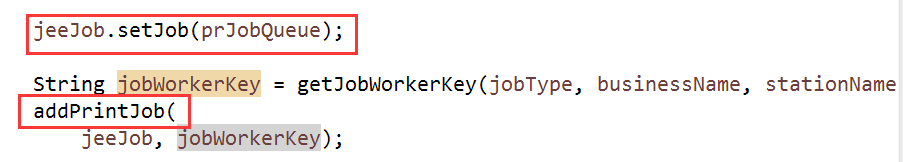 jeeJob.setJob(prJobQueue);
String jobWorkerKey = getJobWorkerKey(jobType, businessName, stationName
addPrintJob(
jeeJob, jobWorkerKey);